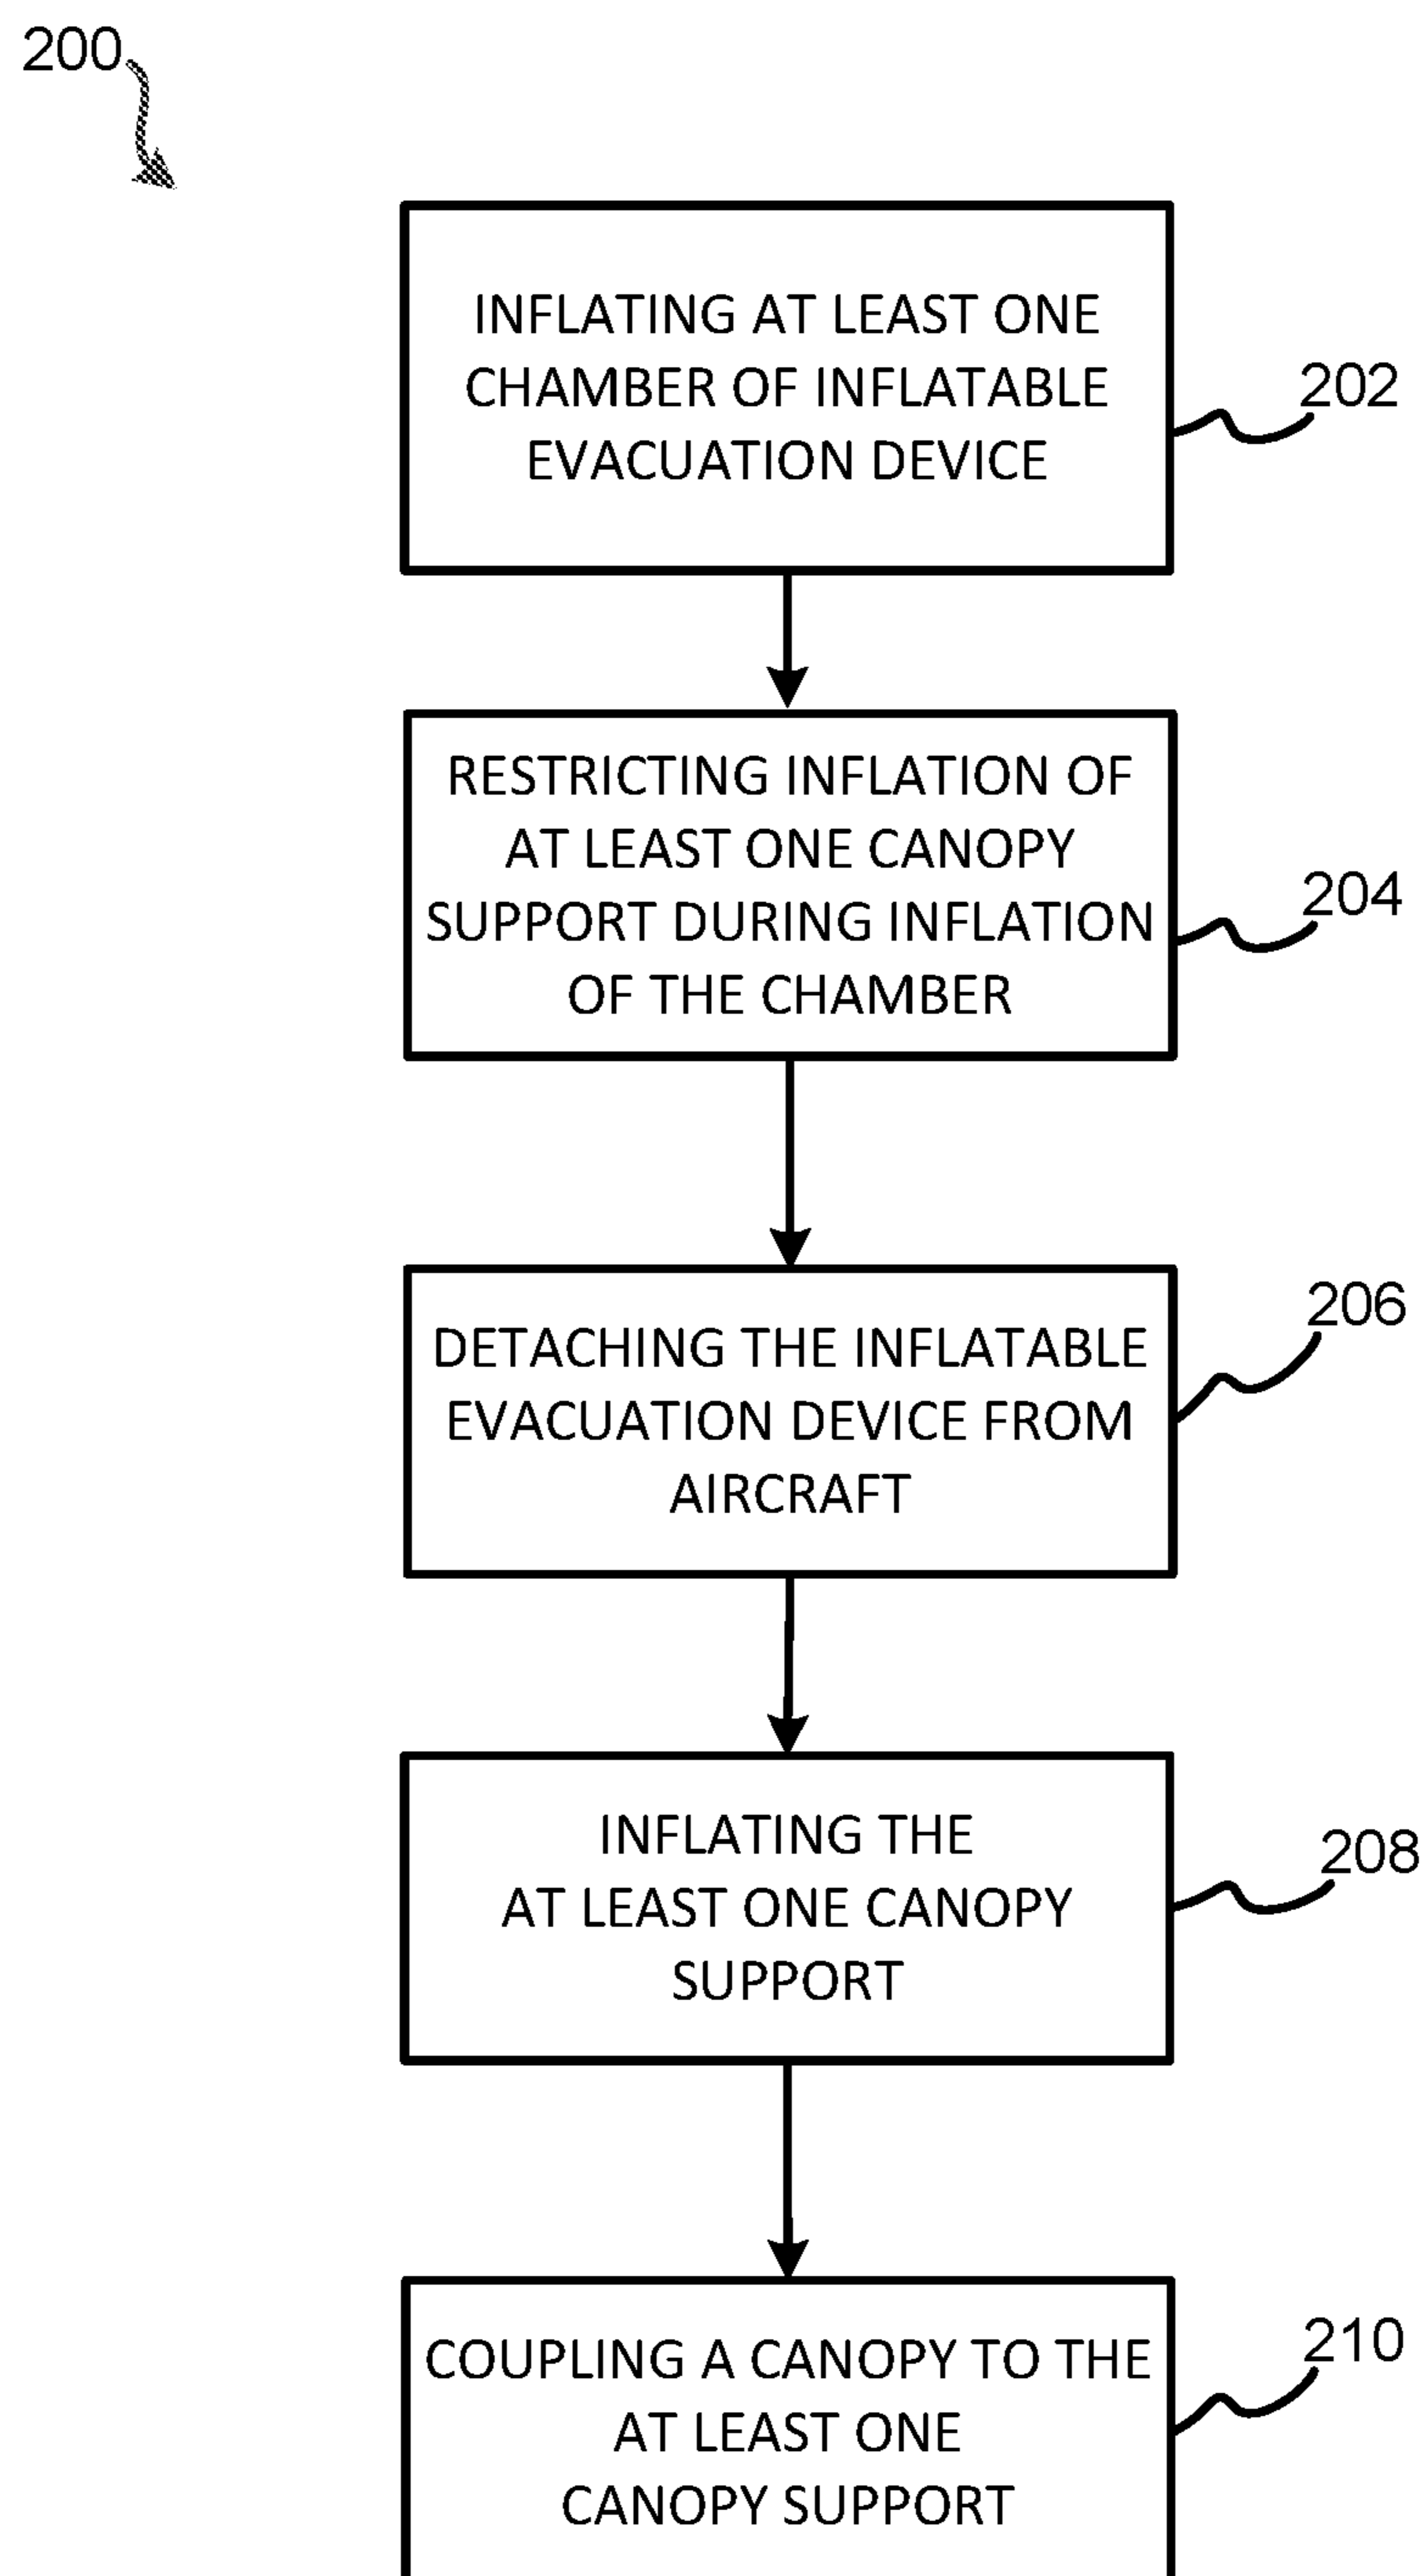 200
INFLATING AT LEAST ONE
CHAMBER OF INFLATABLE
EVACUATION DEVICE
202
RESTRICTING INFLATION OF
AT LEAST ONE CANOPY
SUPPORT DURING INFLATION
OF THE CHAMBER
204
DETACHING THE INFLATABLE
EVACUATION DEVICE FROM
AIRCRAFT
206
INFLATING THE
AT LEAST ONE CANOPY
SUPPORT
208
COUPLING A CANOPY TO THE
AT LEAST ONE
CANOPY SUPPORT
210